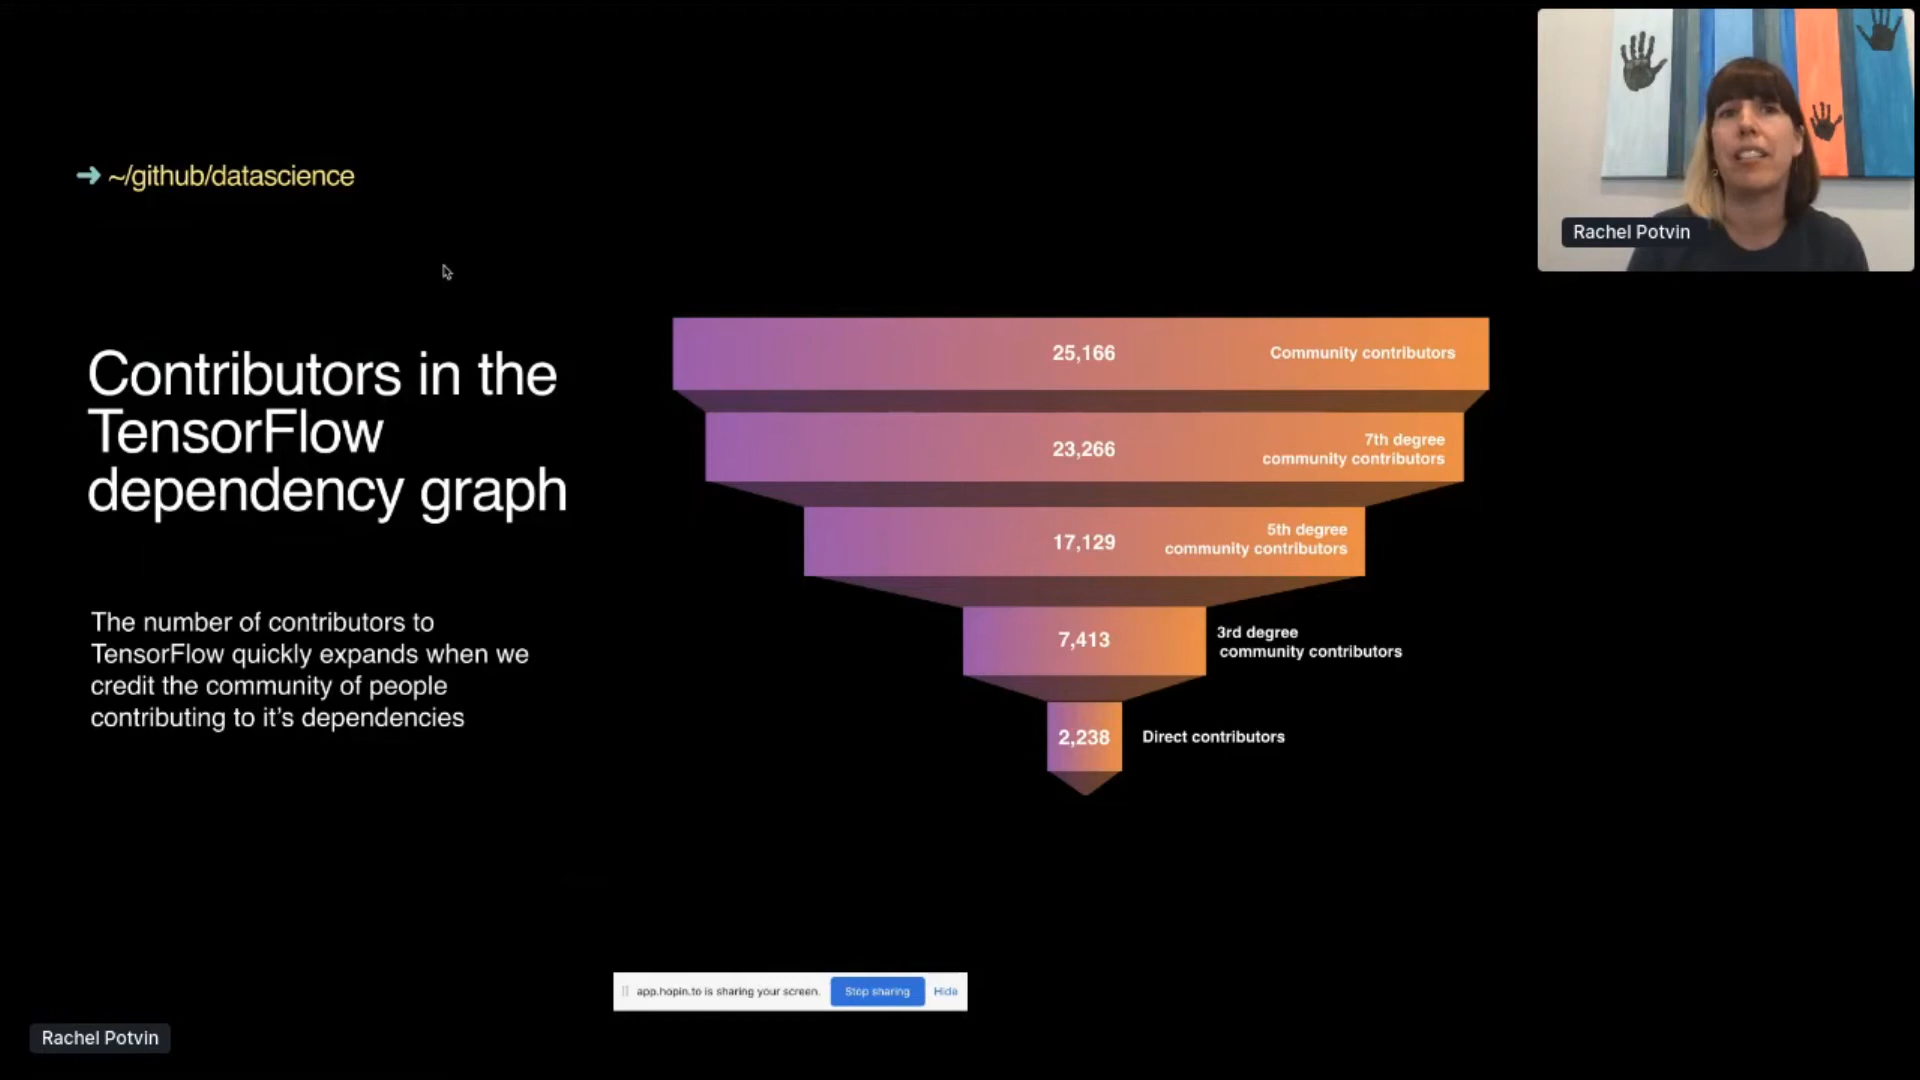 ➜ ~/github/datascience
Contributors in the
TensorFlow
dependency graph
The number of contributors to
TensorFlow quickly expands when we
credit the community of people
contributing to it's dependencies
25,166
Community contributors
23,266
7th degree
community contributors
17,129
5th degree
community contributors
7,413
3rd degree
community contributors
2,238
Direct contributors
Rachel Potvin
app.hopin.to is sharing your screen.
Stop sharing
Hide
Rachel Potvin